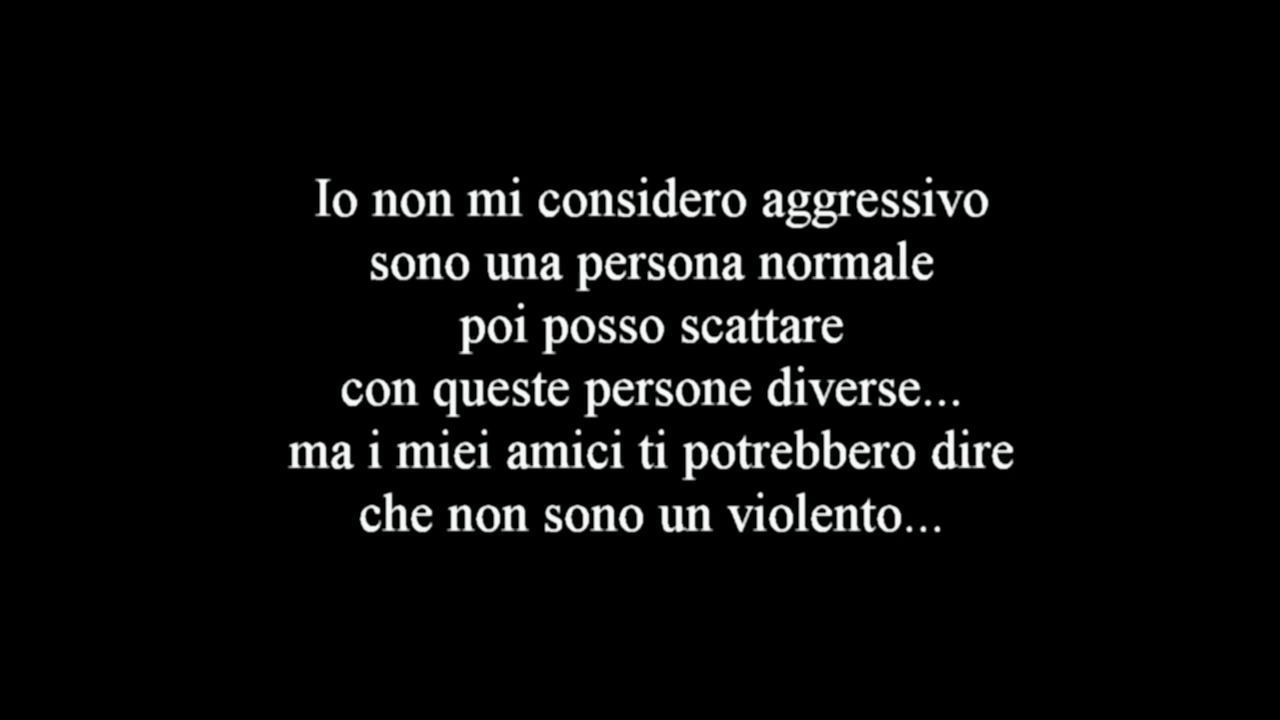 Io non mi considero aggressivo
sono una persona normale
poi posso scattare
con queste persone diverse...
ma i miei amici ti potrebbero dire
che non sono un violento...